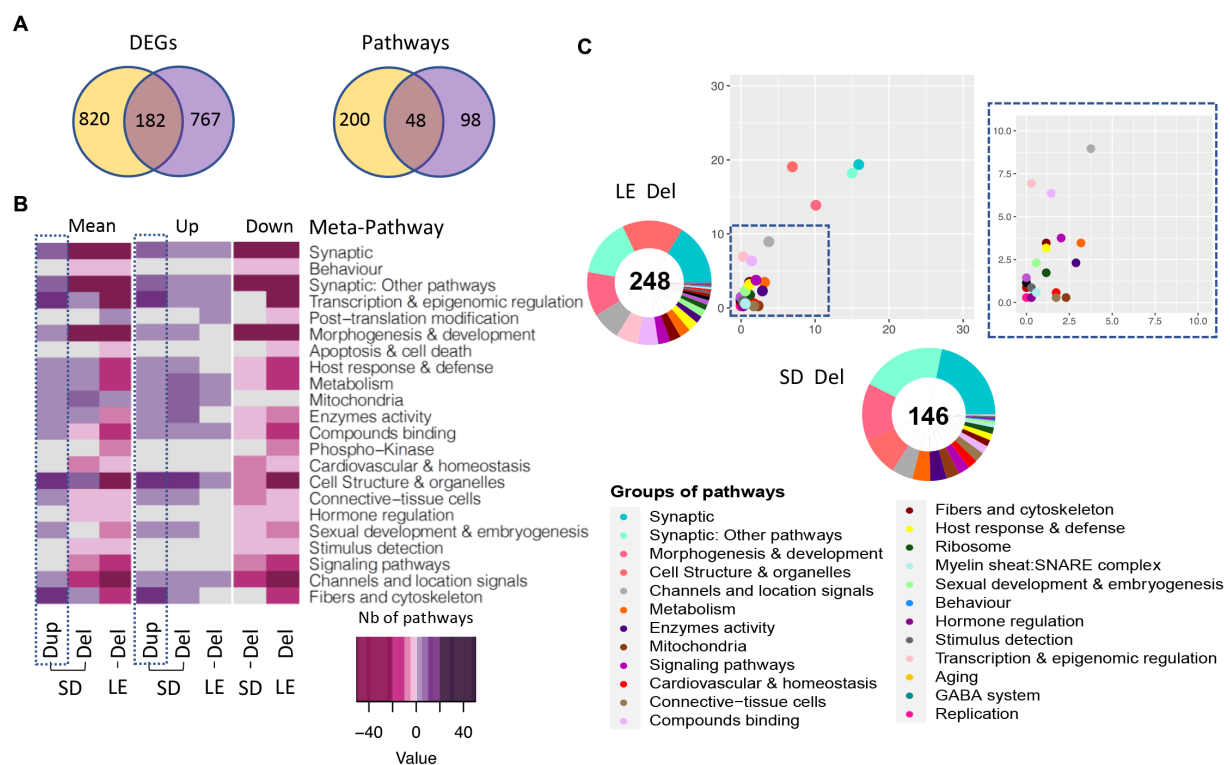 A
DEGs
820
182
767
Pathways
200
48
98
B
Mean
Up
Down
Meta-Pathway
Synaptic
Behaviour
Synaptic: Other pathways
Transcription & epigenomic regulation
Post-translation modification
Morphogenesis & development
Apoptosis & cell death
Host response & defense
Metabolism
Mitochondria
Enzymes activity
Compounds binding
Phospho-Kinase
Cardiovascular & homeostasis
Cell Structure & organelles
Connective-tissue cells
Hormone regulation
Sexual development & embryogenesis
Stimulus detection
Signaling pathways
Channels and location signals
Fibers and cytoskeleton
Dup
Del
- Del
Dup
Del
- Del
- Del
Del
SD
LE
SD
LE
SD
LE
Nb of pathways
−40
0
40
Value
C
30
20
10
0
0
10
20
30
10.0
7.5
5.0
2.5
0.0
0.0
2.5
5.0
7.5
10.0
LE Del
248
SD Del
146
Groups of pathways
Synaptic
Synaptic: Other pathways
Morphogenesis & development
Cell Structure & organelles
Channels and location signals
Metabolism
Enzymes activity
Mitochondria
Signaling pathways
Cardiovascular & homeostasis
Connective−tissue cells
Compounds binding
Fibers and cytoskeleton
Host response & defense
Ribosome
Myelin sheat:SNARE complex
Sexual development & embryogenesis
Behaviour
Hormone regulation
Stimulus detection
Transcription & epigenomic regulation
Aging
GABA system
Replication